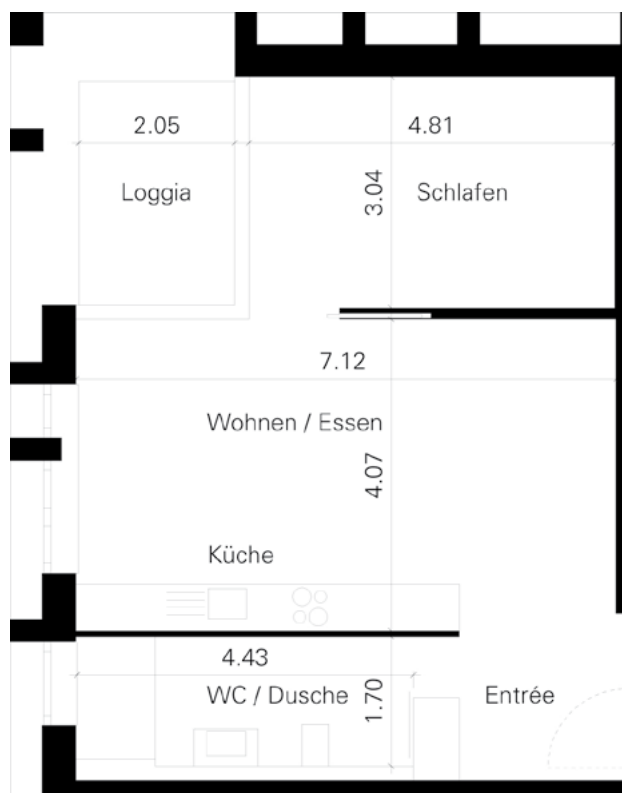 2.05
4.81
Loggia
3.04
Schlafen
7.12
Wohnen / Essen
4.07
Küche
4.43
WC / Dusche
1.70
Entrée